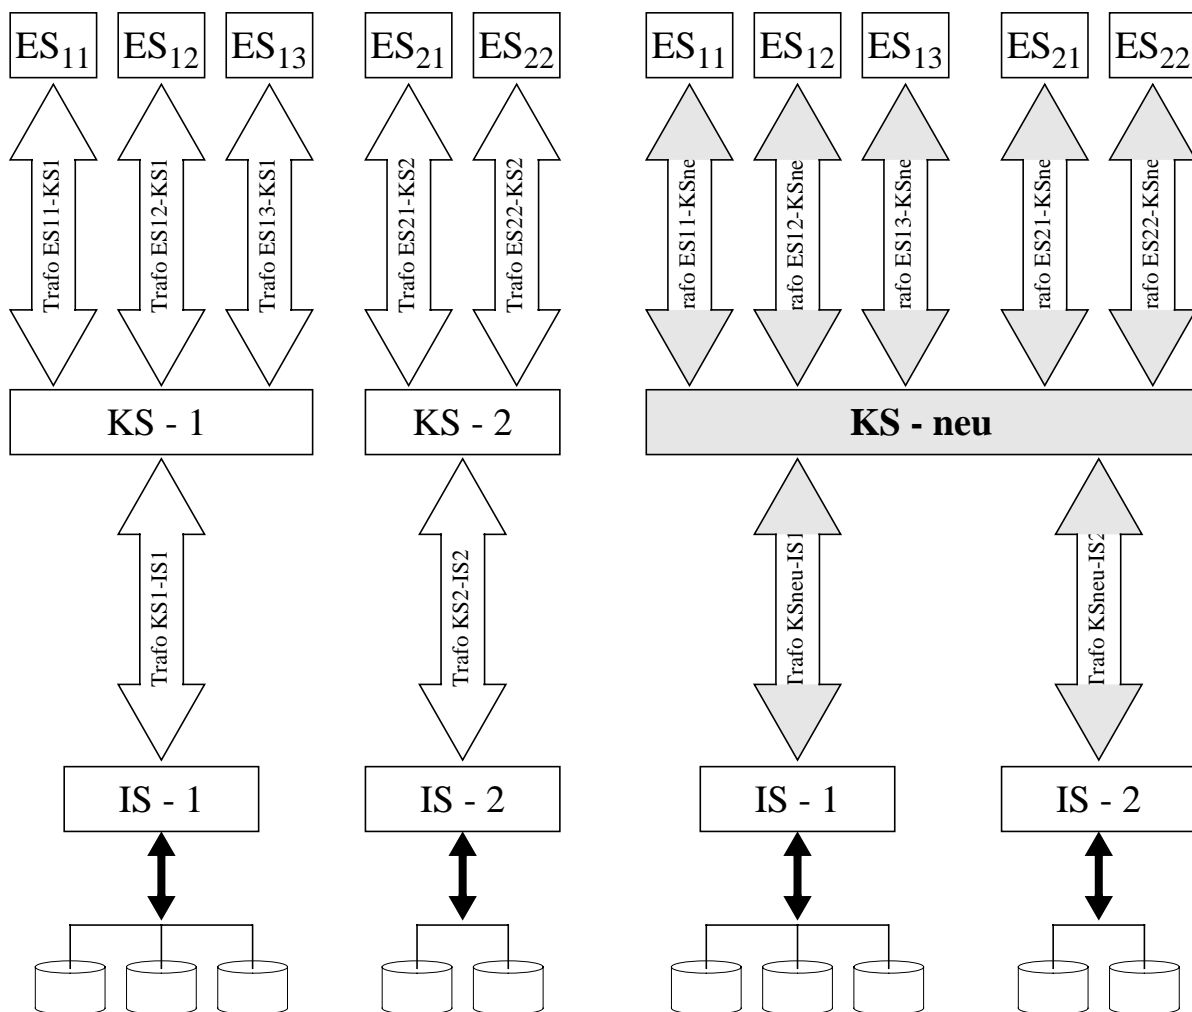 ES11 ES12 ES13 ES21 ES22 ES11 ES12 ES13 ES21 ES22
Trafo ES11-KS1
Trafo ES12-KS1
Trafo ES13-KS1
Trafo ES21-KS2
Trafo ES22-KS2
rafo ES11-KSne
rafo ES12-KSne
rafo ES13-KSne
rafo ES21-KSne
rafo ES22-KSne
KS - 1 KS - 2 KS - neu
Trafo KS1-IS1
Trafo KS2-IS2
Trafo KSneu-IS1
Trafo KSneu-IS2
IS - 1 IS - 2 IS - 1 IS - 2